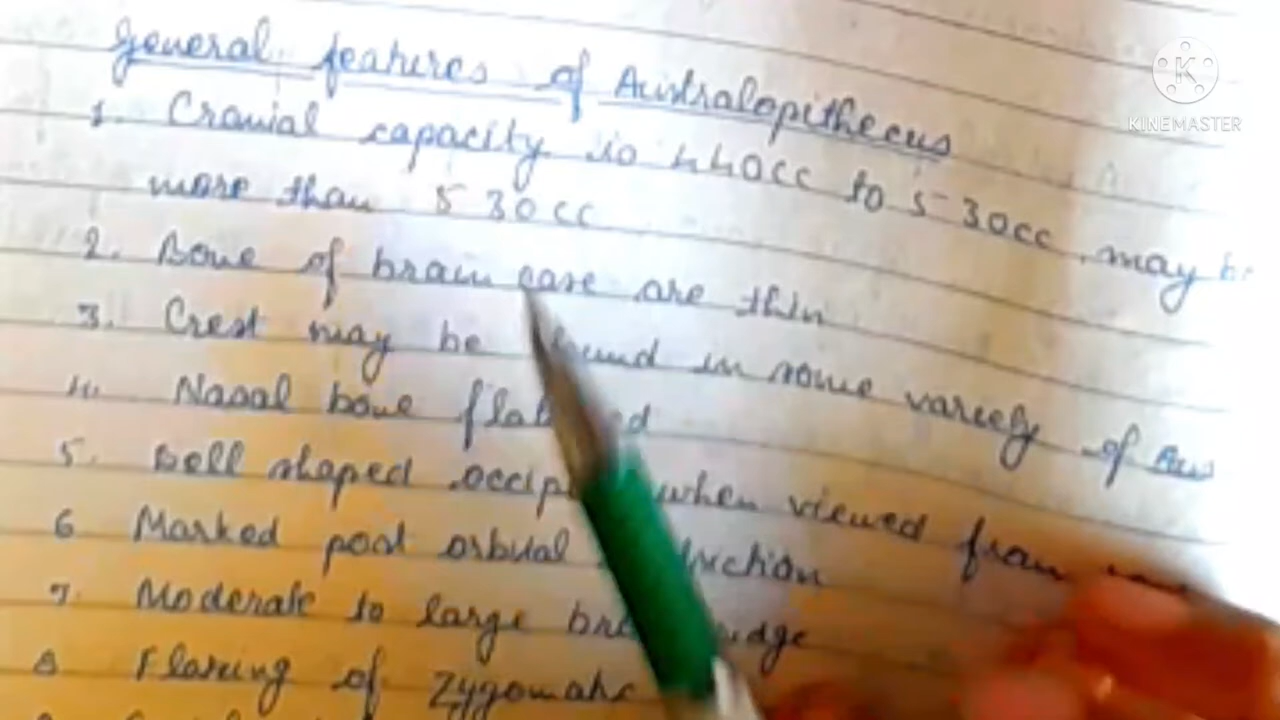 General features of Australopithecus
1. Cranial capacity is 440cc to 530cc, may be
more than 530cc
2. Bone of brain case are thin
3. Crest may be found in some variety of Aus
4. Nasal bone
5. Bell shaped when viewed from
6 Marked post orbital
7. Moderate to large
8 Flaring of Zygomatic
KINEMASTER